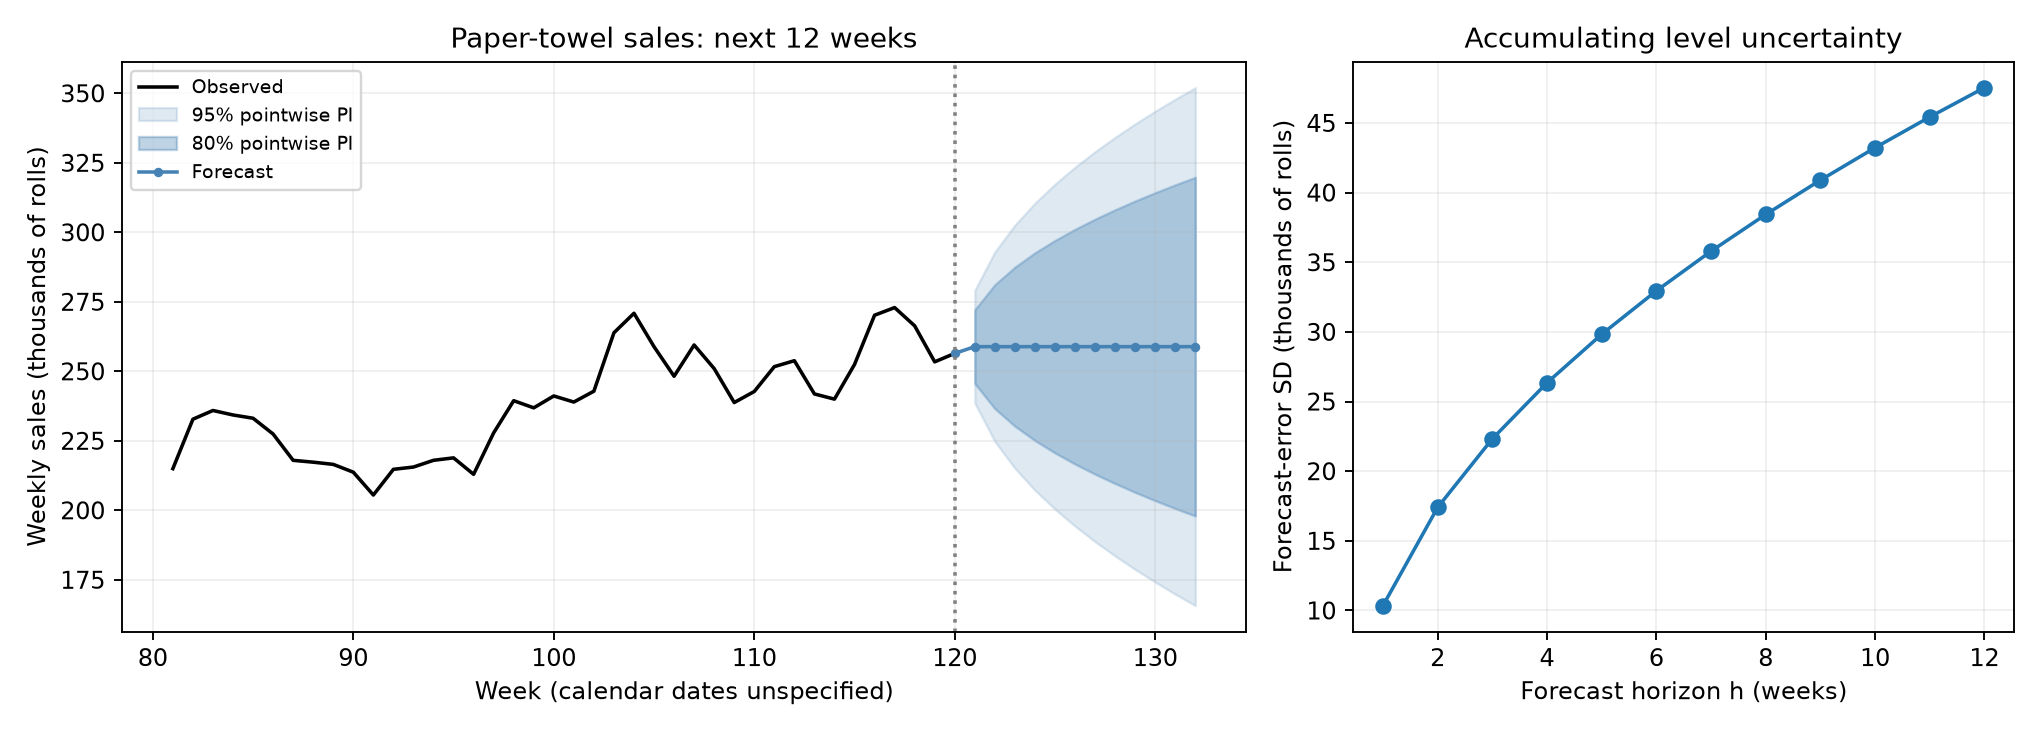 Paper-towel sales: next 12 weeks
Observed
95% pointwise PI
80% pointwise PI
Forecast
350
325
300
275
250
225
200
175
Weekly sales (thousands of rolls)
80 90 100 110 120 130
Week (calendar dates unspecified)
Accumulating level uncertainty
45
40
35
30
25
20
15
10
Forecast-error SD (thousands of rolls)
2 4 6 8 10 12
Forecast horizon h (weeks)